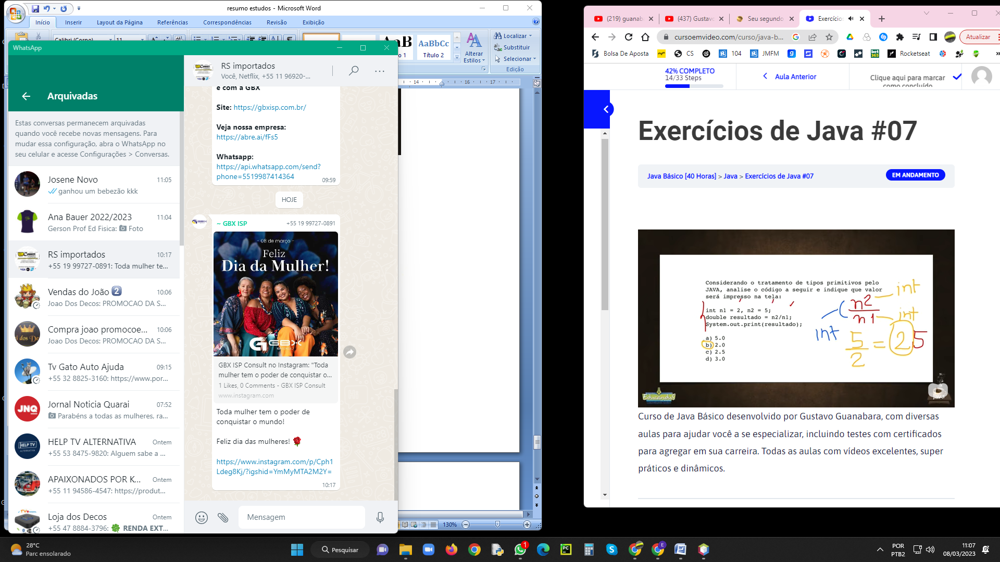 resumo estudos - Microsoft Word
Início
Inserir
Layout da Página
Referências
Correspondências
Revisão
Exibição
Calibri (Corpo)
11
AaB
AaBbCc
Título 2
Alterar
Estilos
Localizar
Substituir
Selecionar
Edição
14
16
17
130%
WhatsApp
Arquivadas
Estas conversas permanecem arquivadas
quando você recebe novas mensagens. Para
mudar essa configuração, abra o WhatsApp no
seu celular e acesse Configurações > Conversas.
Josene Novo
11:05
ganhou um bebezão kkk
Ana Bauer 2022/2023
11:04
Gerson Prof Ed Fisica: Foto
RS importados
10:17
+55 19 99727-0891: Toda mulher te...
Vendas do João 2
10:06
Joao Dos Decos: PROMOCAO DA S...
Compra joao promocoe...
10:06
Joao Dos Decos: PROMOCAO DA S...
Tv Gato Auto Ajuda
09:15
+55 32 8825-3160: https://www.por...
JNQ
Jornal Noticia Quarai
07:52
Parabéns a todas as mulheres, ra...
HELP TV
HELP TV ALTERNATIVA
Ontem
+55 53 8475-9820: Alguem sabe a ...
APAIXONADOS POR K...
Ontem
+55 11 94586-4547: https://produt...
Loja dos Decos
Ontem
+55 47 8884-3796: 🍀 RENDA EXT...
RS importados
Você, Netflix, +55 11 96920-...
e com a GBX
Site: https://gbxisp.com.br/
Veja nossa empresa:
https://abre.ai/fFs5
Whatsapp:
https://api.whatsapp.com/send?
phone=5519987414364
09:59
HOJE
~ GBX ISP
+55 19 99727-0891
- 08 de março -
Feliz
Dia da Mulher!
GBX
GBX ISP Consult no Instagram: "Toda
mulher tem o poder de conquistar o...
1 Likes, 0 Comments - GBX ISP Consult
www.instagram.com
Toda mulher tem o poder de
conquistar o mundo!
Feliz dia das mulheres! 🌹
https://www.instagram.com/p/Cph1
Ldeg8Kj/?igshid=YmMyMTA2M2Y=
10:17
Mensagem
(219) guanab
(437) Gustavo
Seu segundo
Exercício
cursoemvideo.com/curso/java-b...
Atualizar
Bolsa De Aposta
CS
104
JMFM
bet365
Rocketseat
42% COMPLETO
14/33 Steps
Aula Anterior
Clique aqui para marcar
como concluído
Exercícios de Java #07
Java Básico [40 Horas] > Java > Exercícios de Java #07
EM ANDAMENTO
Considerando o tratamento de tipos primitivos pelo
JAVA, analise o código a seguir e indique que valor
será impresso na tela:
int n1 = 2, n2 = 5;
double resultado = n2/n1;
System.out.print(resultado);
a) 5.0
b) 2.0
c) 2.5
d) 3.0
n2
int
n1
int
int
5
2
= 2,5
Educandus
java
Curso de Java Básico desenvolvido por Gustavo Guanabara, com diversas
aulas para ajudar você a se especializar, incluindo testes com certificados
para agregar em sua carreira. Todas as aulas com vídeos excelentes, super
práticos e dinâmicos.
28°C
Parc ensolarado
Pesquisar
1
POR
PTB2
11:07
08/03/2023